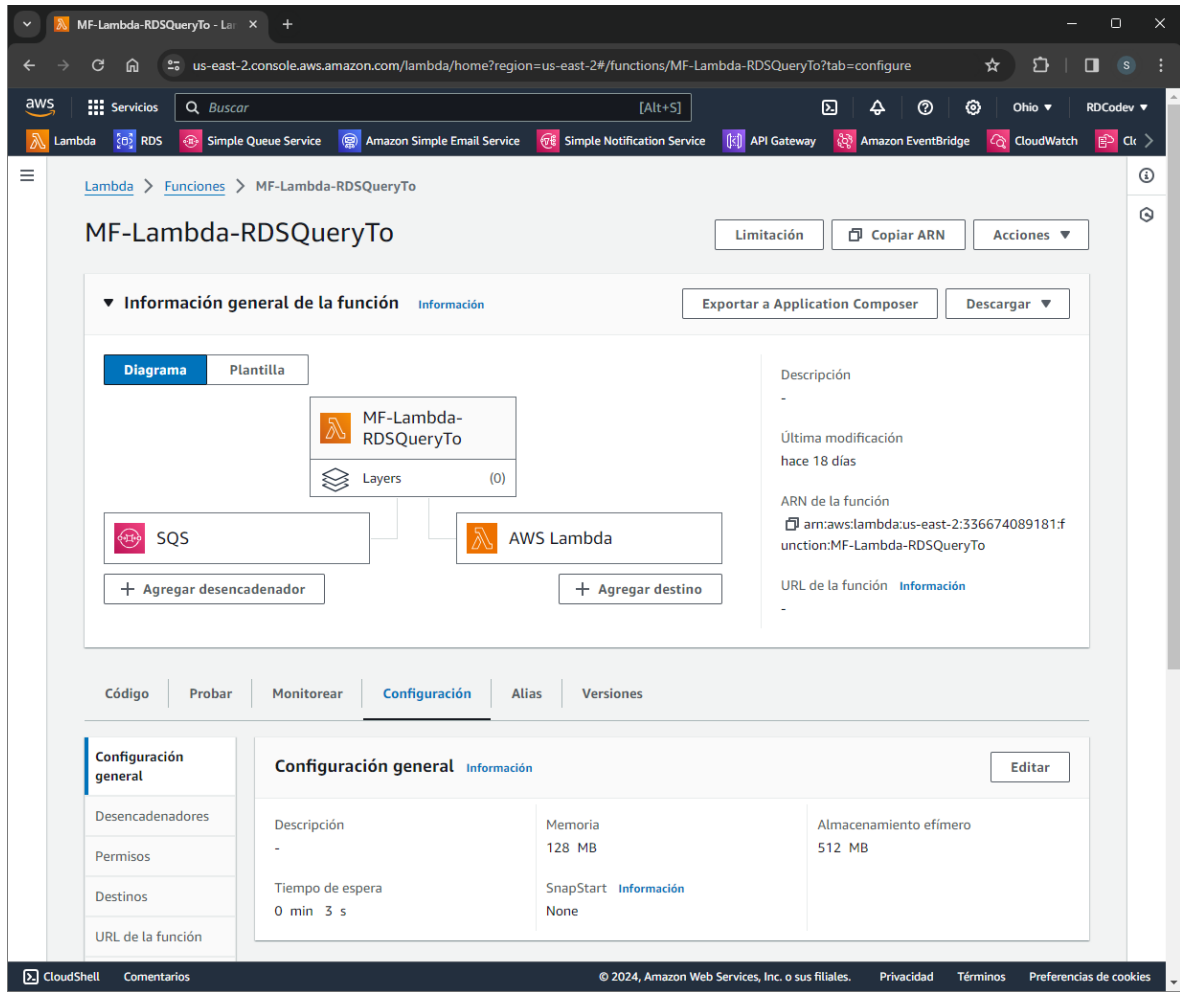 MF-Lambda-RDSQueryTo - Lar
us-east-2.console.aws.amazon.com/lambda/home?region=us-east-2#/functions/MF-Lambda-RDSQueryTo?tab=configure
S
aws
Servicios
Buscar
[Alt+S]
Ohio
RDCodev
Lambda
RDS
Simple Queue Service
Amazon Simple Email Service
Simple Notification Service
API Gateway
Amazon EventBridge
CloudWatch
Clc
Lambda > Funciones > MF-Lambda-RDSQueryTo
MF-Lambda-RDSQueryTo
Limitación
Copiar ARN
Acciones
Información general de la función Información
Exportar a Application Composer
Descargar
Diagrama
Plantilla
MF-Lambda-
RDSQueryTo
Layers (0)
SQS
AWS Lambda
+ Agregar desencadenador
+ Agregar destino
Descripción
-
Última modificación
hace 18 días
ARN de la función
arn:aws:lambda:us-east-2:336674089181:f
unction:MF-Lambda-RDSQueryTo
URL de la función Información
-
Código
Probar
Monitorear
Configuración
Alias
Versiones
Configuración
general
Desencadenadores
Permisos
Destinos
URL de la función
Configuración general Información
Editar
Descripción
-
Memoria
128 MB
Almacenamiento efímero
512 MB
Tiempo de espera
0 min 3 s
SnapStart Información
None
CloudShell
Comentarios
© 2024, Amazon Web Services, Inc. o sus filiales.
Privacidad
Términos
Preferencias de cookies